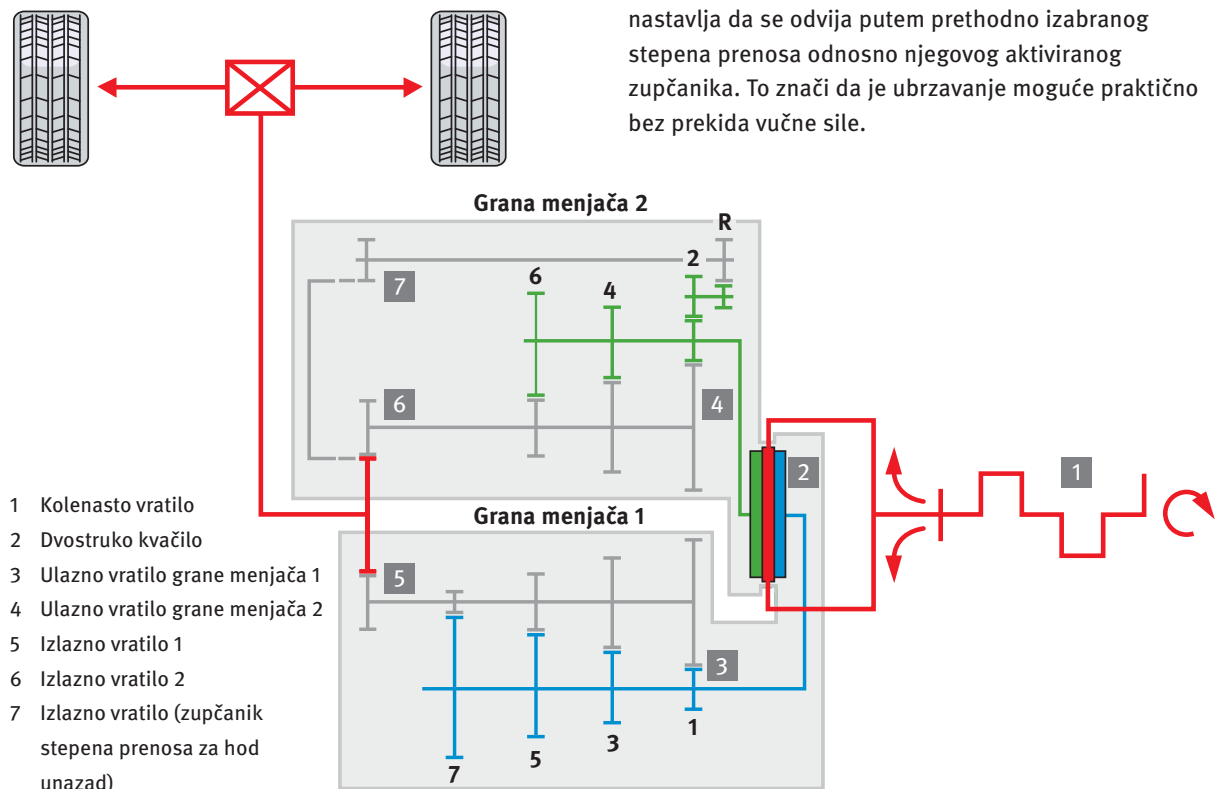 nastavlja da se odvija putem prethodno izabranog
stepena prenosa odnosno njegovog aktiviranog
zupčanika. To znači da je ubrzavanje moguće praktično
bez prekida vučne sile.
Grana menjača 2
R
2
6
4
7
6
4
2
1
Grana menjača 1
5
3
1
3
5
7
1 Kolenasto vratilo
2 Dvostruko kvačilo
3 Ulazno vratilo grane menjača 1
4 Ulazno vratilo grane menjača 2
5 Izlazno vratilo 1
6 Izlazno vratilo 2
7 Izlazno vratilo (zupčanik
stepena prenosa za hod
unazad)